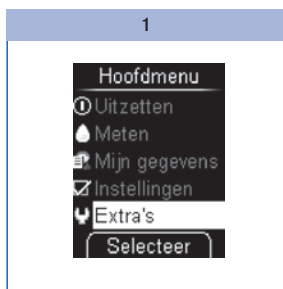 1
Hoofdmenu
Uitzetten
Meten
Mijn gegevens
Instellingen
Extra's
Selecteer